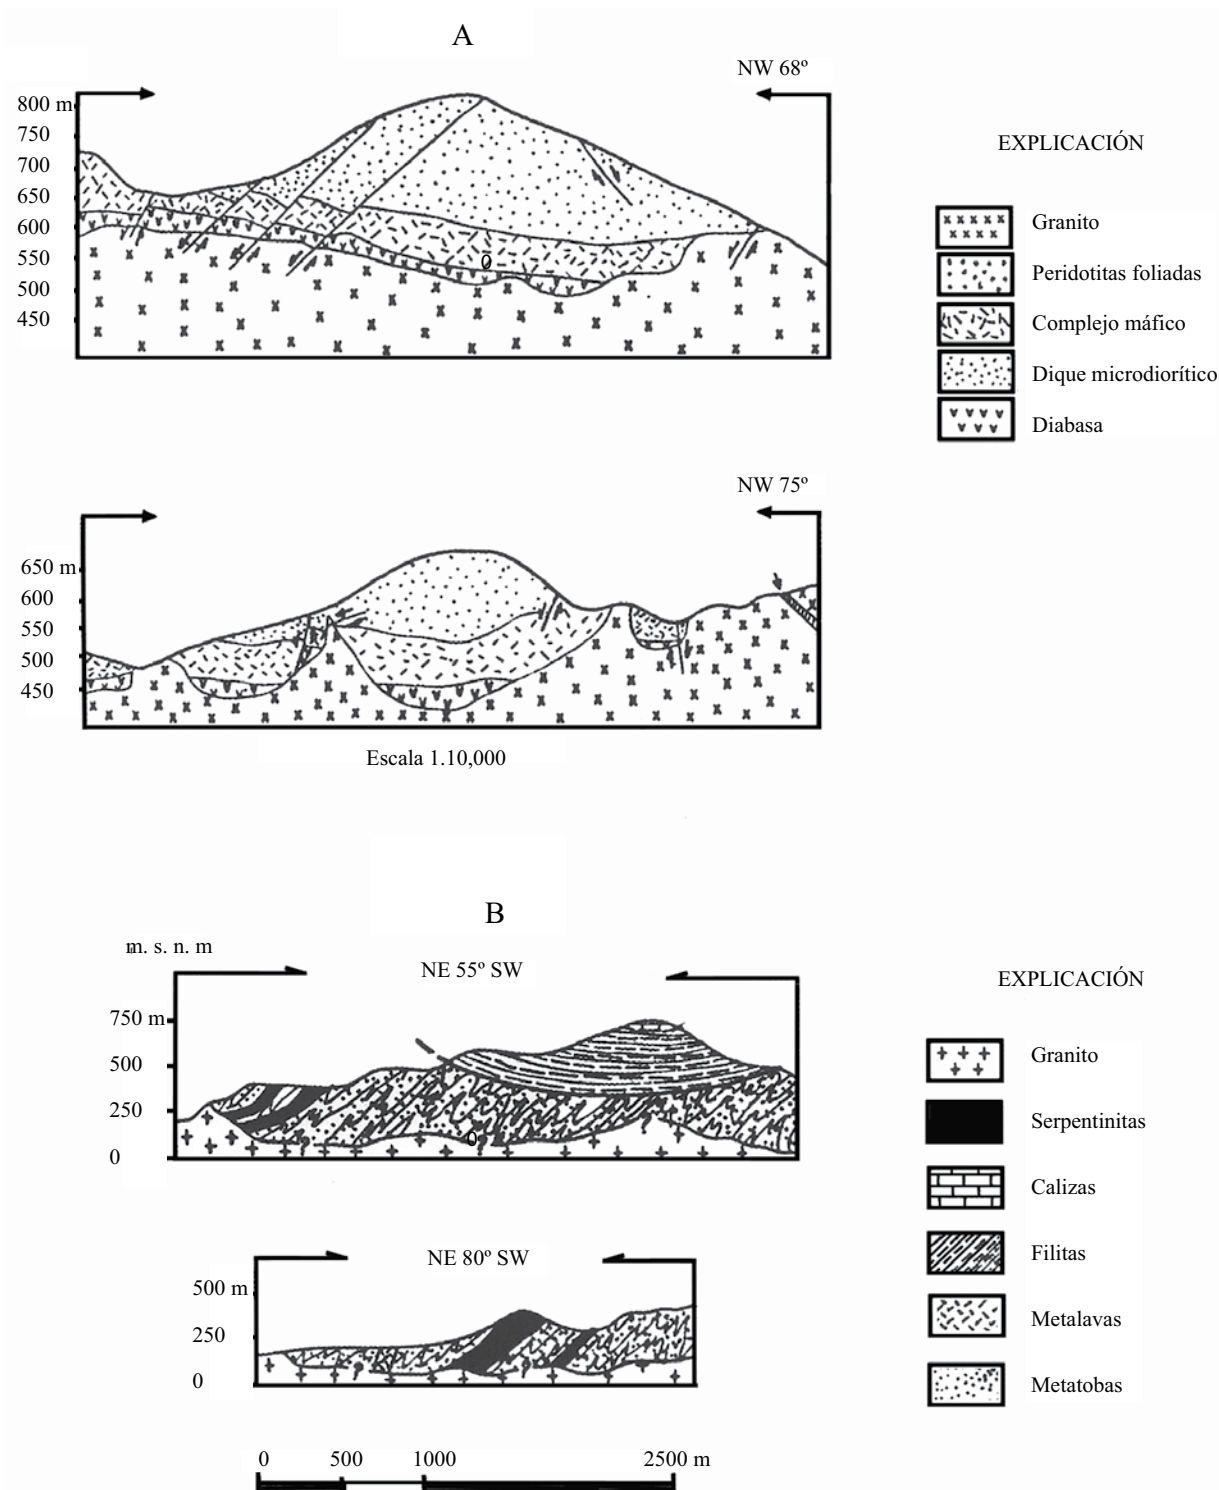 A
NW 68º
800 m
750
700
650
600
550
500
450
0
EXPLICACIÓN
Granito
Peridotitas foliadas
Complejo máfico
Dique microdiorítico
Diabasa
NW 75º
650 m
600
550
500
450
Escala 1.10,000
B
m. s. n. m
NE 55º SW
750 m
500
250
0
0
EXPLICACIÓN
Granito
Serpentinitas
Calizas
Filitas
Metalavas
Metatobas
NE 80º SW
500 m
250
0
0 500 1000 2500 m